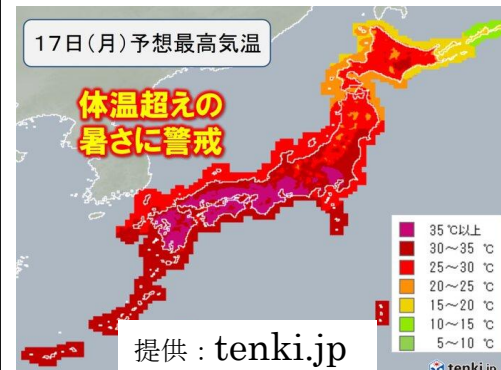 17日(月)予想最高気温
体温超えの
暑さに警戒
35℃以上
30～35 ℃
25～30 ℃
20～25 ℃
15～20 ℃
10～15 ℃
5～10 ℃
提供：tenki.jp
tenki.jp